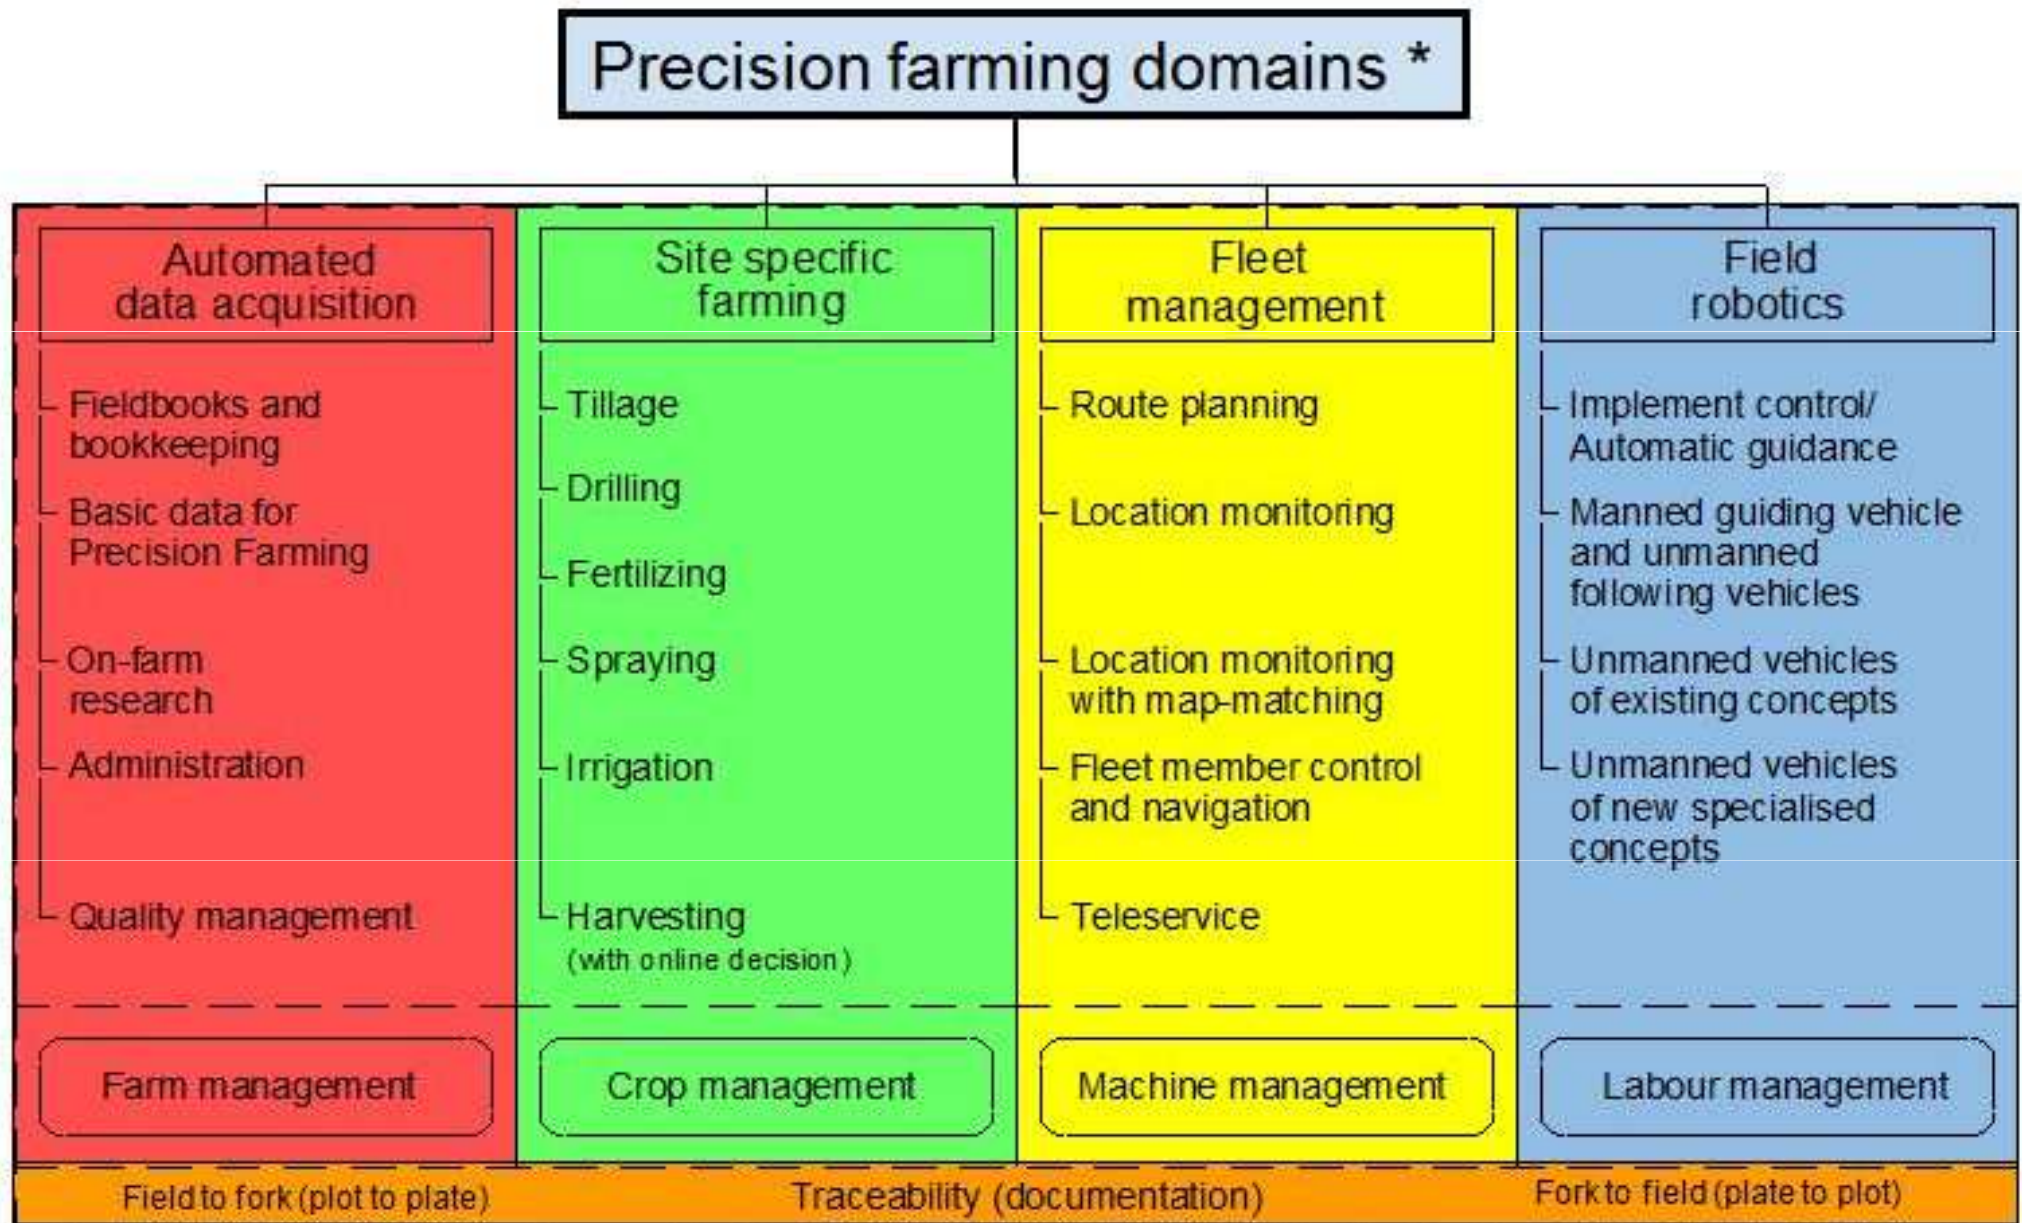 Precision farming domains *
Automated
data acquisition
Fieldbooks and
bookkeeping
Basic data for
Precision Farming
On-farm
research
Administration
Quality management
Farm management
Site specific
farming
Tillage
Drilling
Fertilizing
Spraying
Irrigation
Harvesting
(with online decision)
Crop management
Fleet
management
Route planning
Location monitoring
Location monitoring
with map-matching
Fleet member control
and navigation
Teleservice
Machine management
Field
robotics
Implement control/
Automatic guidance
Manned guiding vehicle
and unmanned
following vehicles
Unmanned vehicles
of existing concepts
Unmanned vehicles
of new specialised
concepts
Labour management
Field to fork (plot to plate)
Traceability (documentation)
Fork to field (plate to plot)